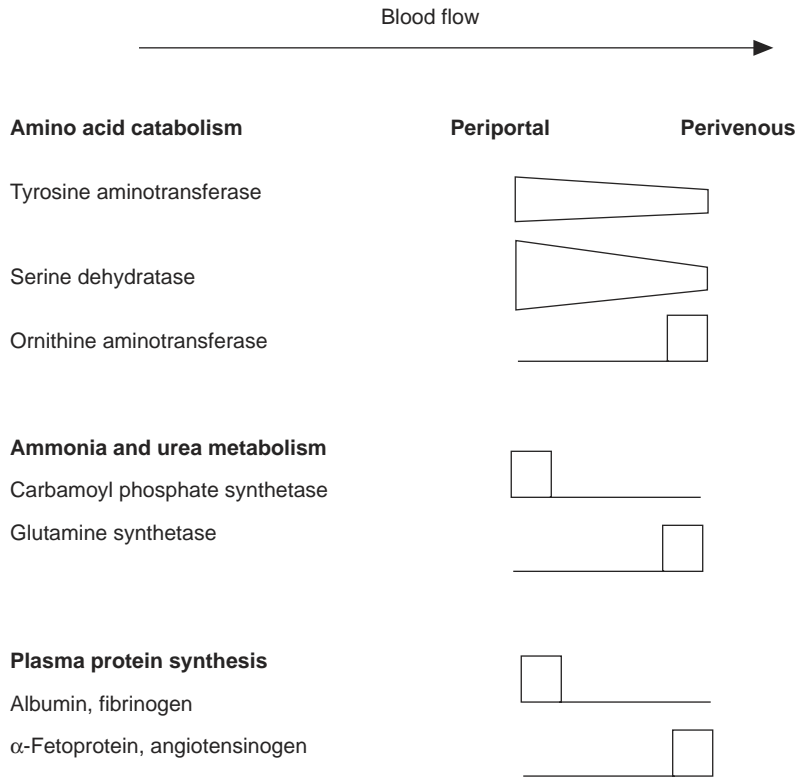 Blood flow
Amino acid catabolism Periportal Perivenous
Tyrosine aminotransferase
Serine dehydratase
Ornithine aminotransferase
Ammonia and urea metabolism
Carbamoyl phosphate synthetase
Glutamine synthetase
Plasma protein synthesis
Albumin, fibrinogen
α-Fetoprotein, angiotensinogen